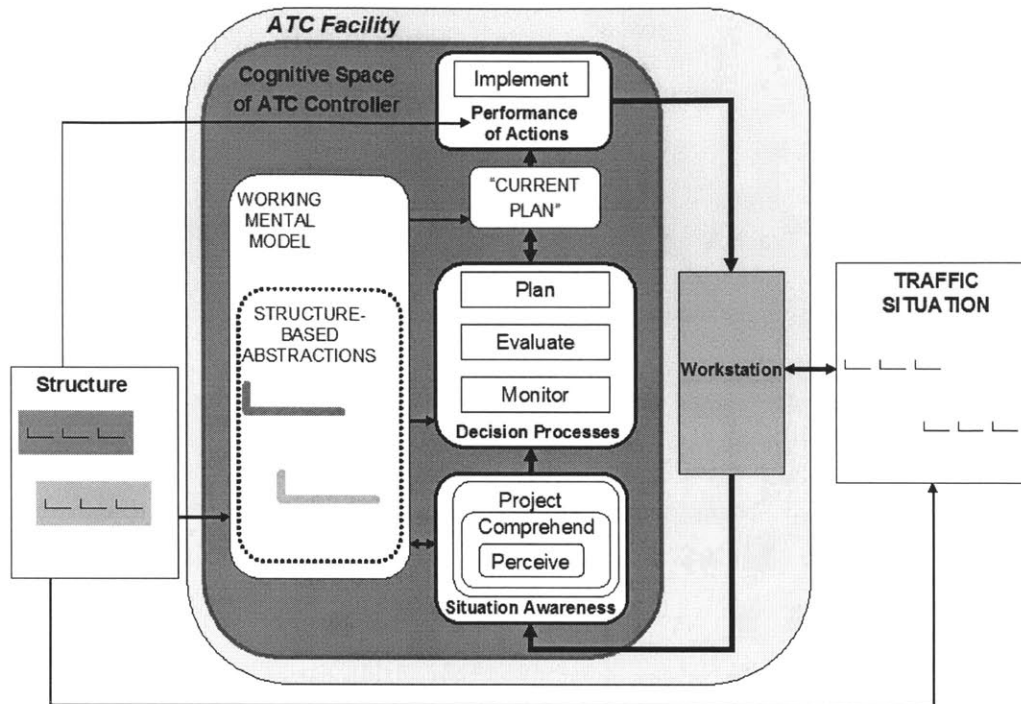 ATC Facility
Cognitive Space
of ATC Controller
Implement
Performance
of Actions
"CURRENT
PLAN"
WORKING
MENTAL
MODEL
STRUCTURE-
BASED
ABSTRACTIONS
Plan
Evaluate
Monitor
Decision Processes
Project
Comprehend
Perceive
Situation Awareness
Workstation
TRAFFIC
SITUATION
Structure